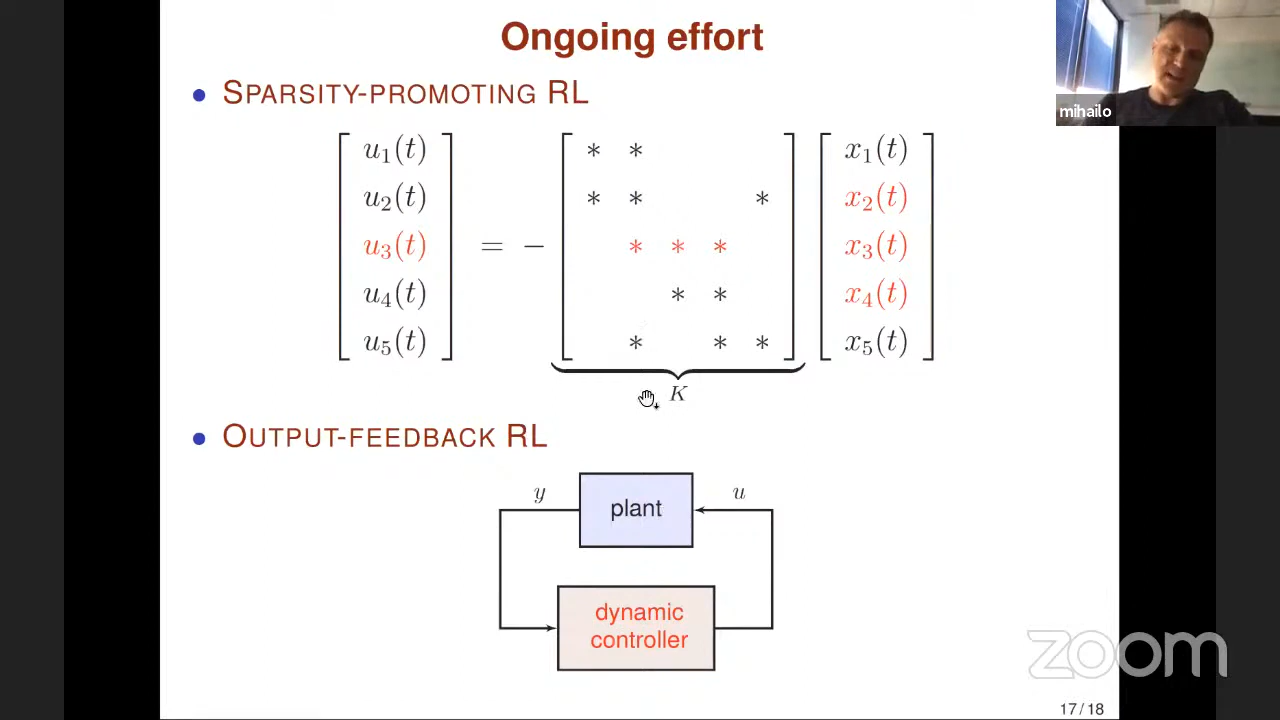 Ongoing effort
mihailo
• SPARSITY-PROMOTING RL
u₁(t) * * x₁(t)
u₂(t) * * * x₂(t)
u₃(t) = − * * * x₃(t)
u₄(t) * * x₄(t)
u₅(t) * * * x₅(t)
K
• OUTPUT-FEEDBACK RL
y plant u
dynamic
controller
zoom
17/18